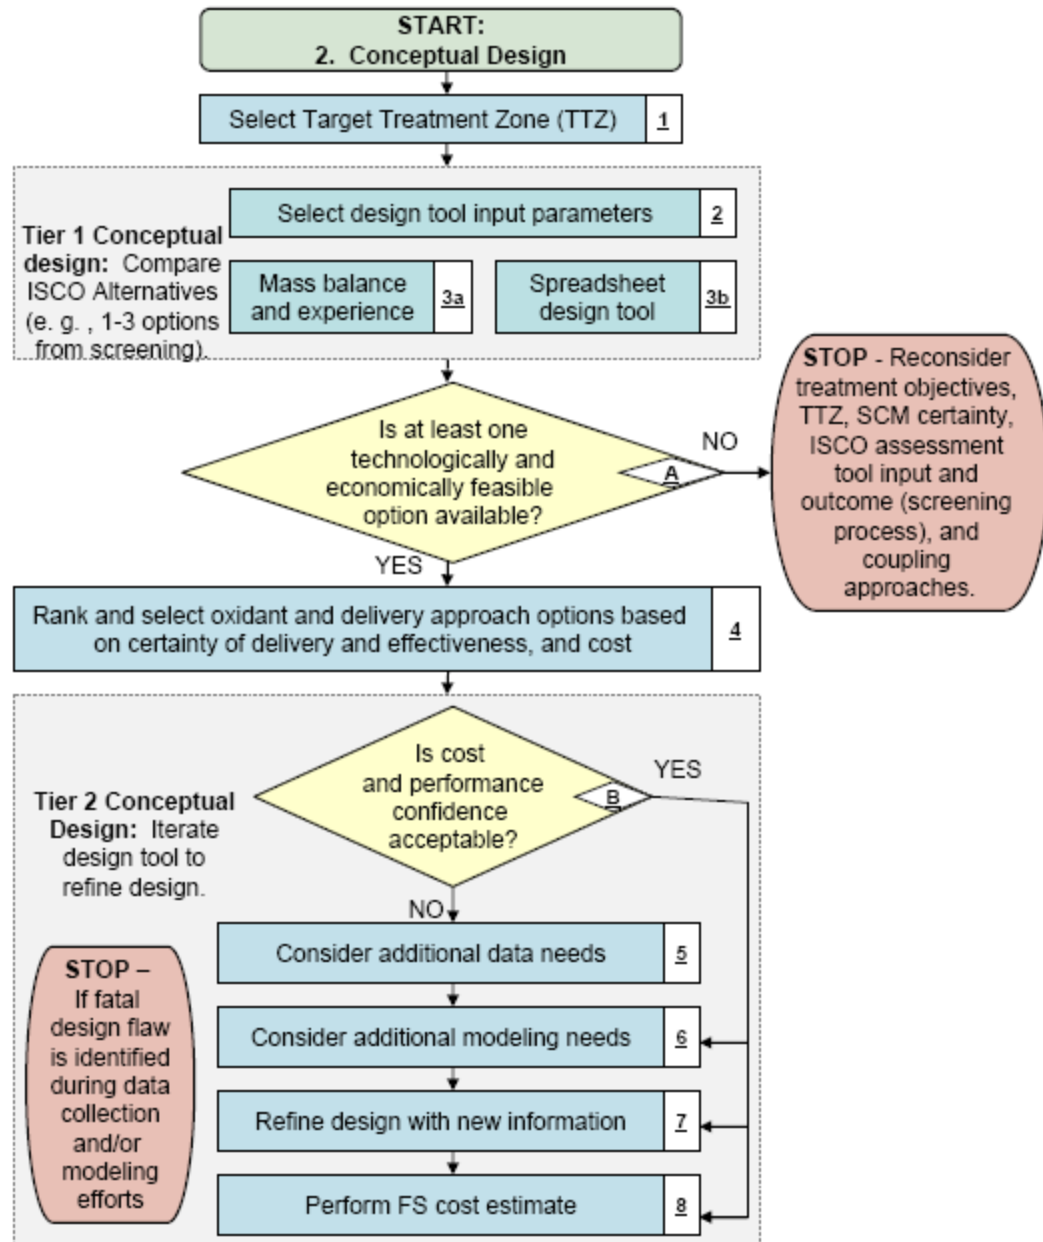 START:
2. Conceptual Design
Select Target Treatment Zone (TTZ)
1
Tier 1 Conceptual
design: Compare
ISCO Alternatives
(e. g. , 1-3 options
from screening).
Select design tool input parameters
2
Mass balance
and experience
3a
Spreadsheet
design tool
3b
Is at least one
technologically and
economically feasible
option available?
A
NO
STOP - Reconsider
treatment objectives,
TTZ, SCM certainty,
ISCO assessment
tool input and
outcome (screening
process), and
coupling
approaches.
YES
Rank and select oxidant and delivery approach options based
on certainty of delivery and effectiveness, and cost
4
Tier 2 Conceptual
Design: Iterate
design tool to
refine design.
Is cost
and performance
confidence
acceptable?
B
YES
NO
STOP –
If fatal
design flaw
is identified
during data
collection
and/or
modeling
efforts
Consider additional data needs
5
Consider additional modeling needs
6
Refine design with new information
7
Perform FS cost estimate
8